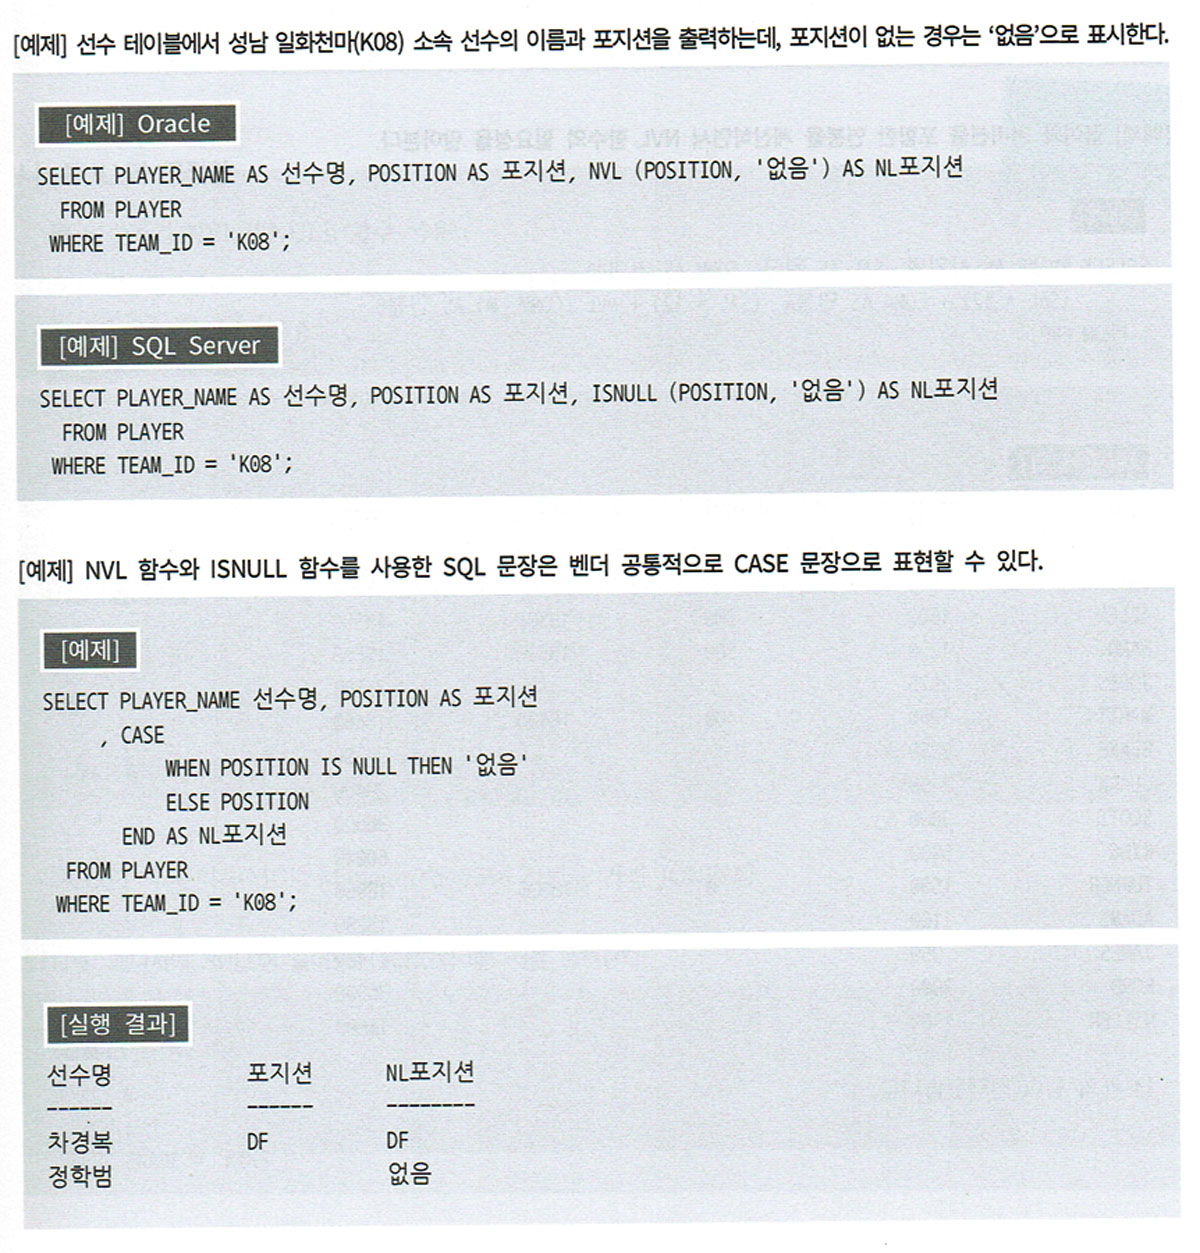 [예제] 선수 테이블에서 성남 일화천마(K08) 소속 선수의 이름과 포지션을 출력하는데, 포지션이 없는 경우는 ‘없음’으로 표시한다.
[예제] Oracle
SELECT PLAYER_NAME AS 선수명, POSITION AS 포지션, NVL (POSITION, '없음') AS NL포지션
FROM PLAYER
WHERE TEAM_ID = 'K08';
[예제] SQL Server
SELECT PLAYER_NAME AS 선수명, POSITION AS 포지션, ISNULL (POSITION, '없음') AS NL포지션
FROM PLAYER
WHERE TEAM_ID = 'K08';
[예제] NVL 함수와 ISNULL 함수를 사용한 SQL 문장은 벤더 공통적으로 CASE 문장으로 표현할 수 있다.
[예제]
SELECT PLAYER_NAME 선수명, POSITION AS 포지션
, CASE
WHEN POSITION IS NULL THEN '없음'
ELSE POSITION
END AS NL포지션
FROM PLAYER
WHERE TEAM_ID = 'K08';
[실행 결과]
선수명 포지션 NL포지션
------ ------ --------
차경복 DF DF
정학범 없음